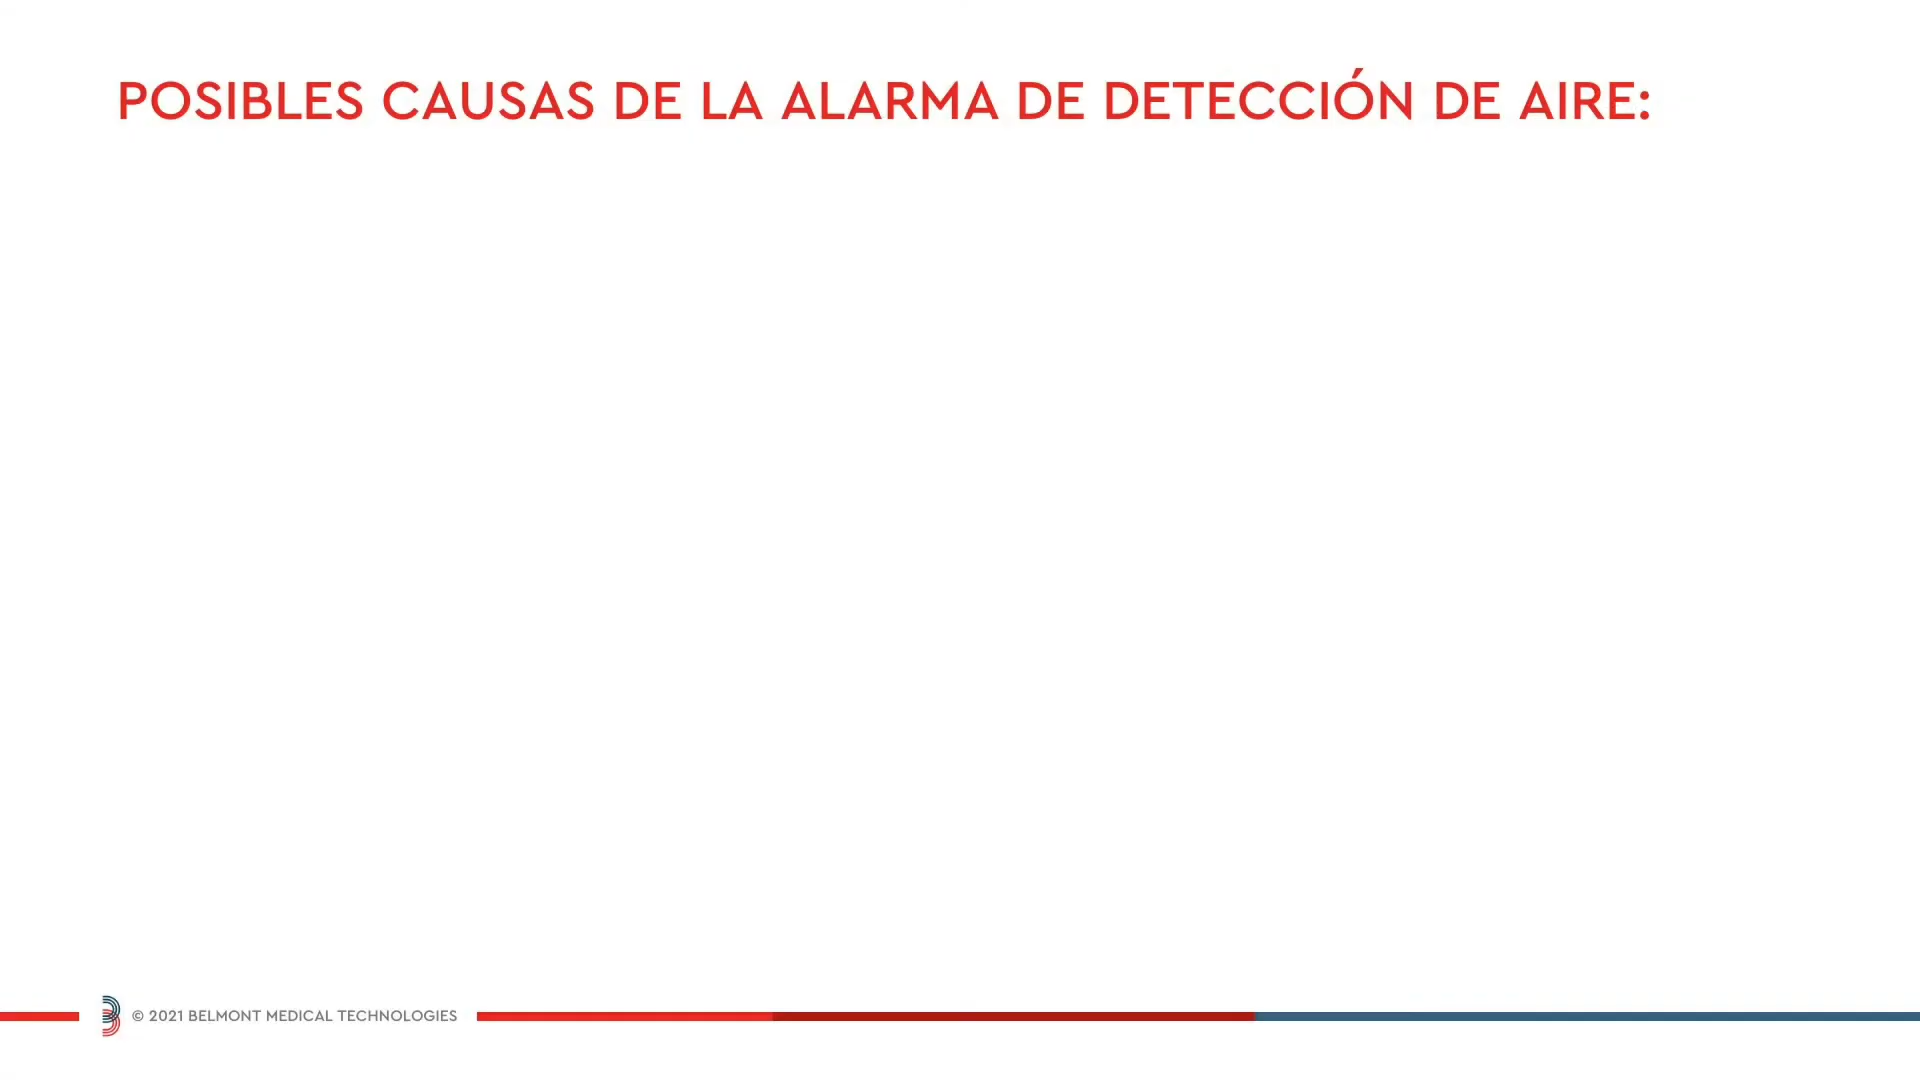 POSIBLES CAUSAS DE LA ALARMA DE DETECCIÓN DE AIRE:
© 2021 BELMONT MEDICAL TECHNOLOGIES